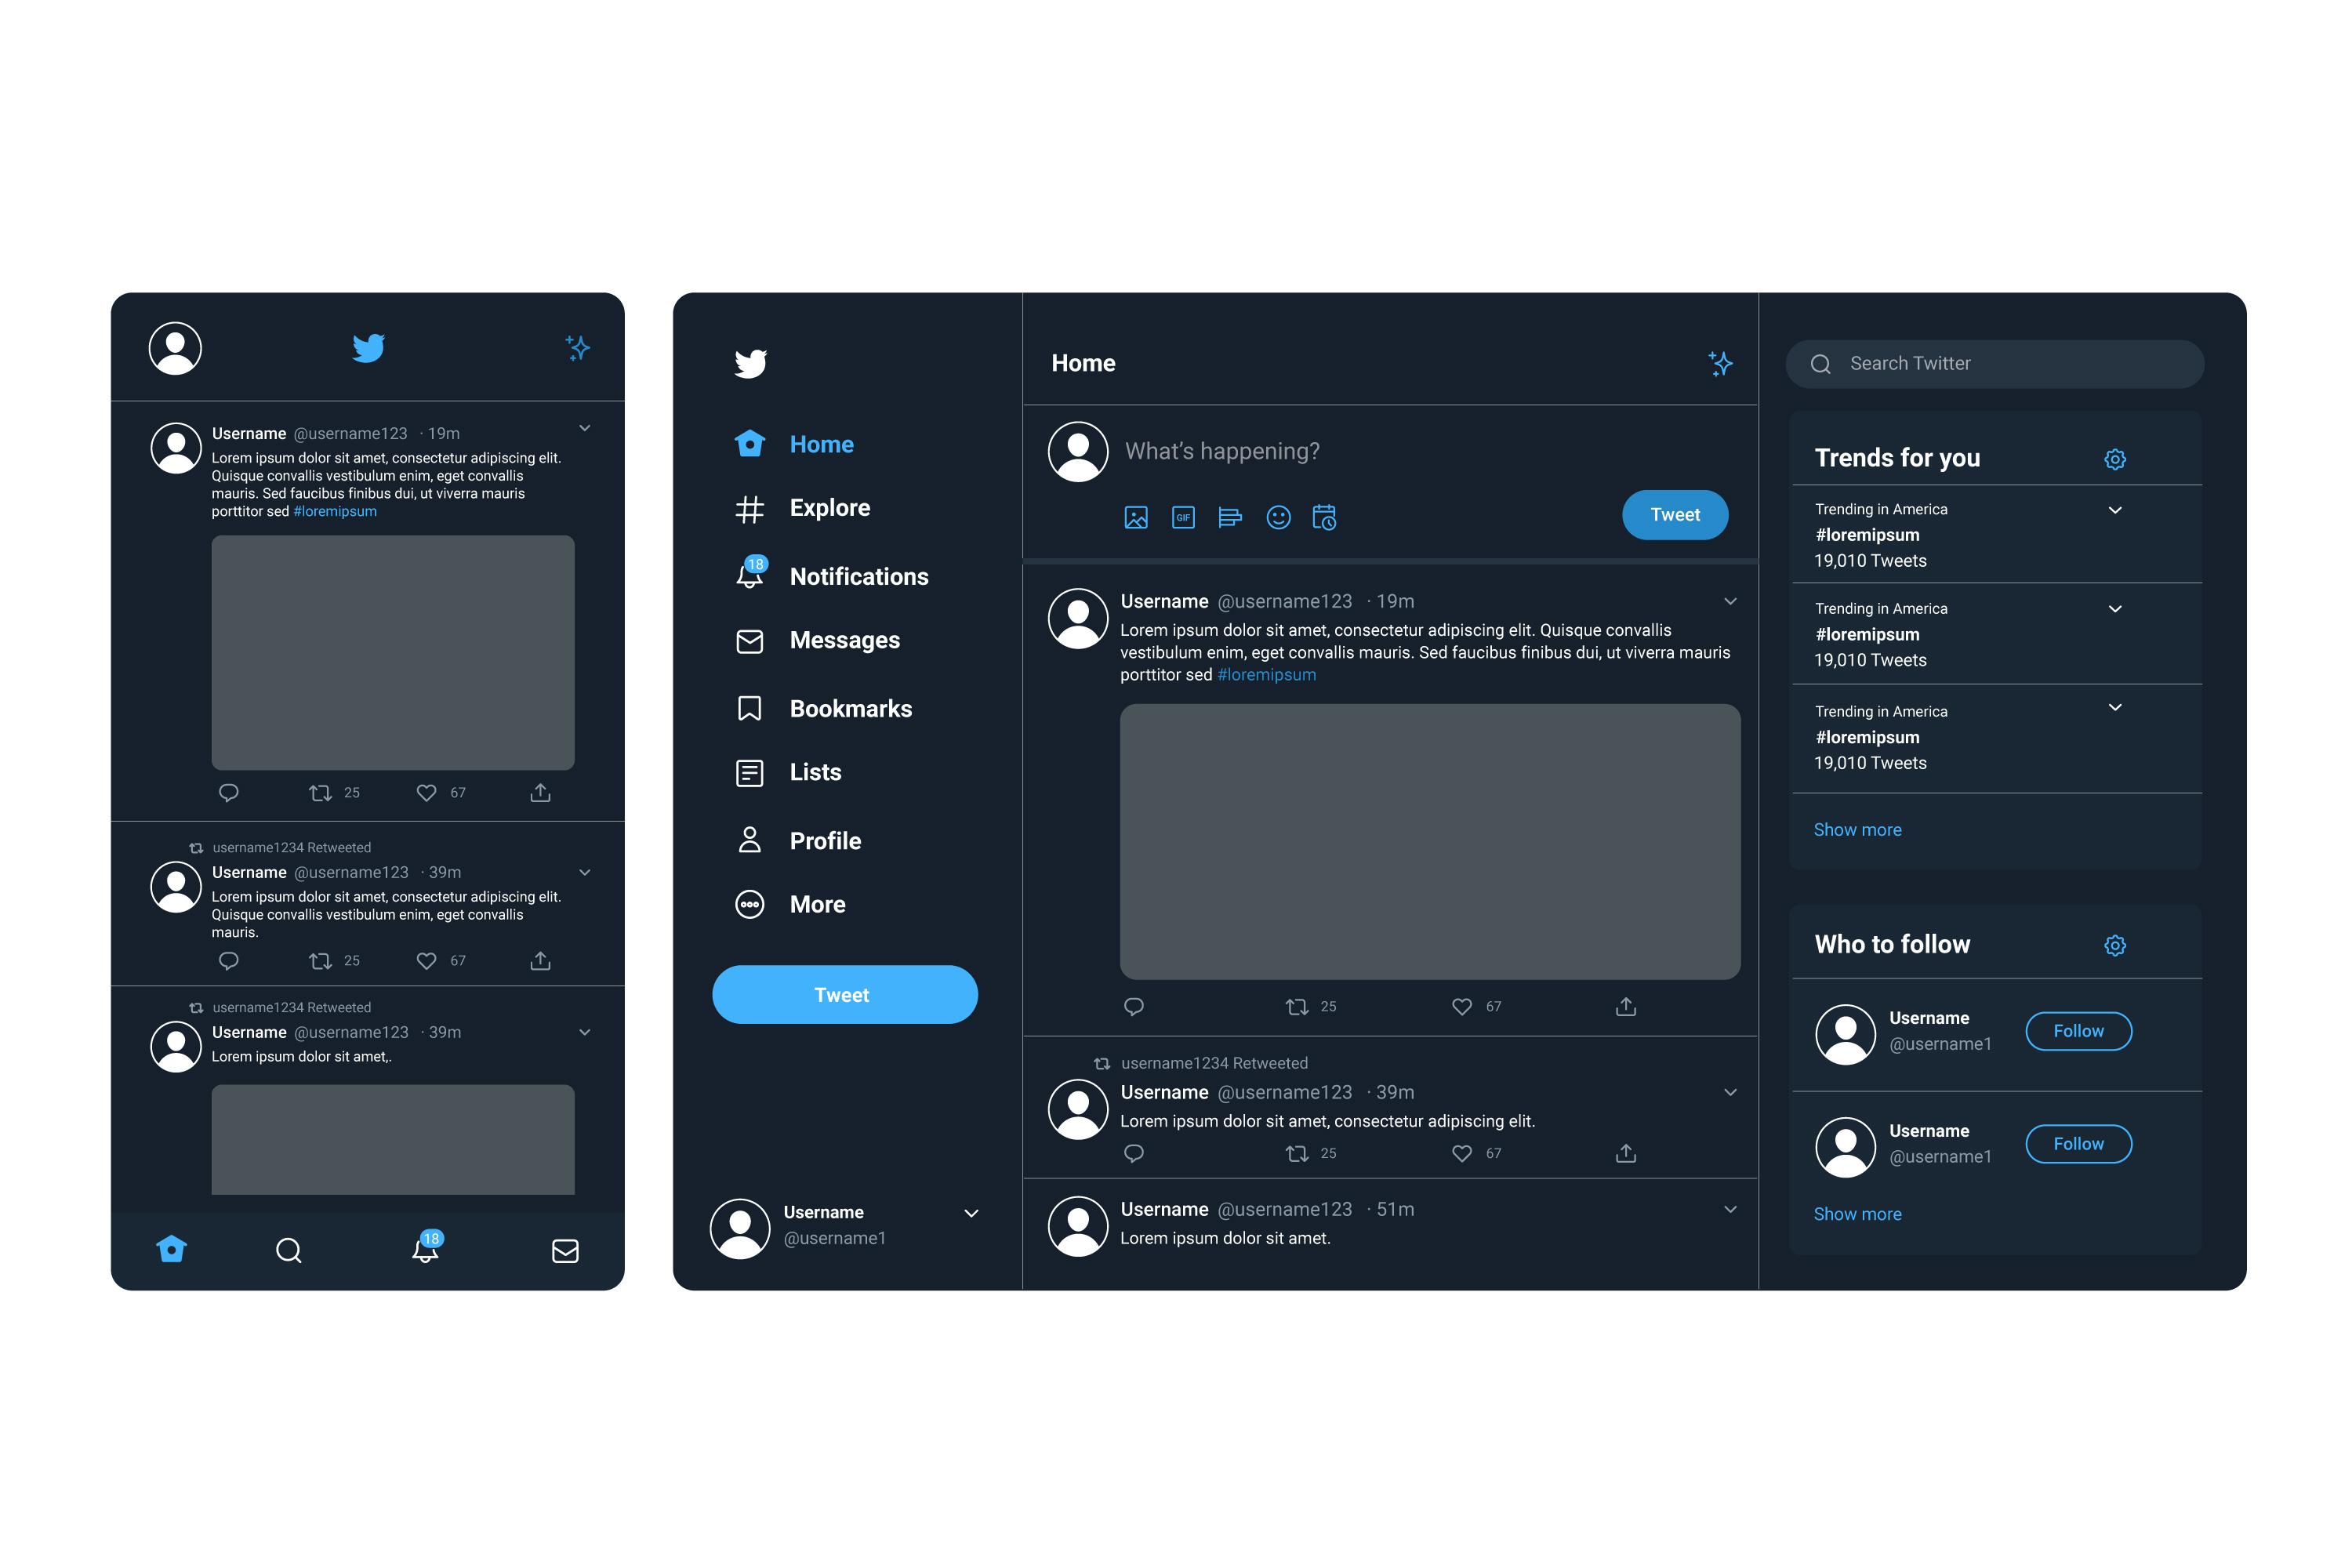 Username @username123 · 19m
Lorem ipsum dolor sit amet, consectetur adipiscing elit.
Quisque convallis vestibulum enim, eget convallis
mauris. Sed faucibus finibus dui, ut viverra mauris
porttitor sed #loremipsum
25 67
username1234 Retweeted
Username @username123 · 39m
Lorem ipsum dolor sit amet, consectetur adipiscing elit.
Quisque convallis vestibulum enim, eget convallis
mauris.
25 67
username1234 Retweeted
Username @username123 · 39m
Lorem ipsum dolor sit amet,.
18
Home
Explore
18
Notifications
Messages
Bookmarks
Lists
Profile
More
Tweet
Username
@username1
Home
What's happening?
GIF
Tweet
Username @username123 · 19m
Lorem ipsum dolor sit amet, consectetur adipiscing elit. Quisque convallis
vestibulum enim, eget convallis mauris. Sed faucibus finibus dui, ut viverra mauris
porttitor sed #loremipsum
25 67
username1234 Retweeted
Username @username123 · 39m
Lorem ipsum dolor sit amet, consectetur adipiscing elit.
25 67
Username @username123 · 51m
Lorem ipsum dolor sit amet.
Search Twitter
Trends for you
Trending in America
#loremipsum
19,010 Tweets
Trending in America
#loremipsum
19,010 Tweets
Trending in America
#loremipsum
19,010 Tweets
Show more
Who to follow
Username
@username1
Follow
Username
@username1
Follow
Show more